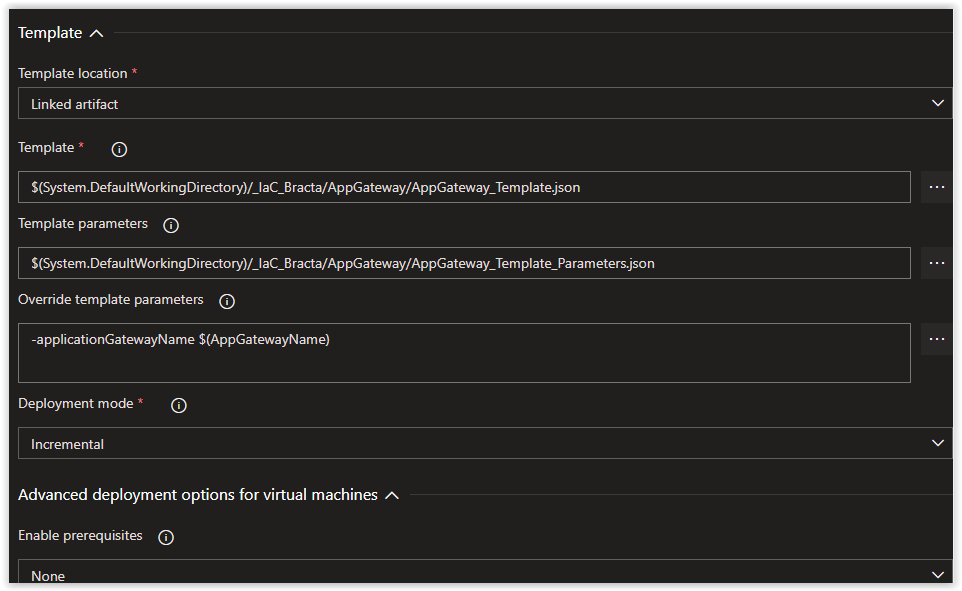 Template
Template location *
Linked artifact
Template *
$(System.DefaultWorkingDirectory)/_IaC_Bracta/AppGateway/AppGateway_Template.json
...
Template parameters
$(System.DefaultWorkingDirectory)/_IaC_Bracta/AppGateway/AppGateway_Template_Parameters.json
...
Override template parameters
-applicationGatewayName $(AppGatewayName)
...
Deployment mode *
Incremental
Advanced deployment options for virtual machines
Enable prerequisites
None